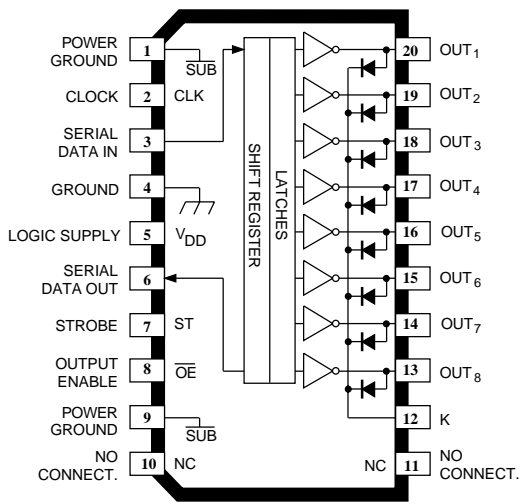 POWER
GROUND
1
SUB
20
OUT1
CLOCK
2
CLK
19
OUT2
SERIAL
DATA IN
3
18
OUT3
GROUND
4
17
OUT4
LOGIC SUPPLY
5
VDD
16
OUT5
SERIAL
DATA OUT
6
15
OUT6
STROBE
7
ST
14
OUT7
OUTPUT
ENABLE
8
OE
13
OUT8
POWER
GROUND
9
SUB
12
K
NO
CONNECT.
10
NC
NC
11
NO
CONNECT.
SHIFT REGISTER
LATCHES